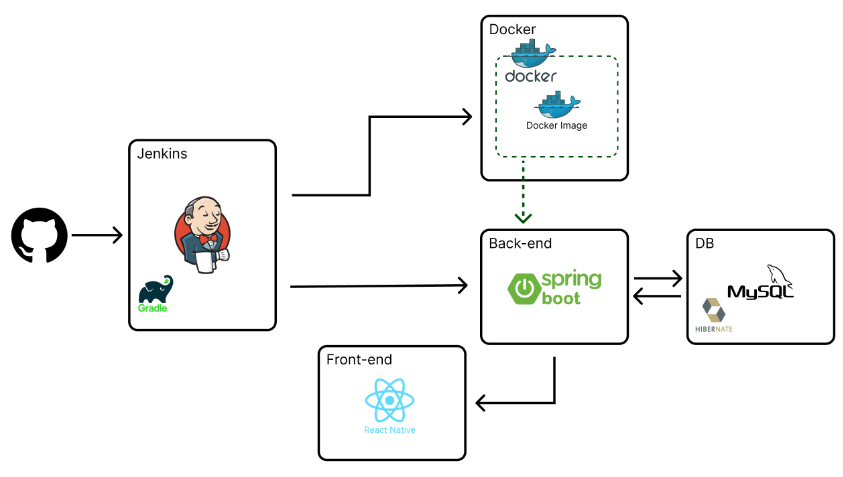 Docker
docker
Docker Image
Jenkins
Gradle
Back-end
spring
boot
DB
MySQL
HIBERNATE
Front-end
React Native